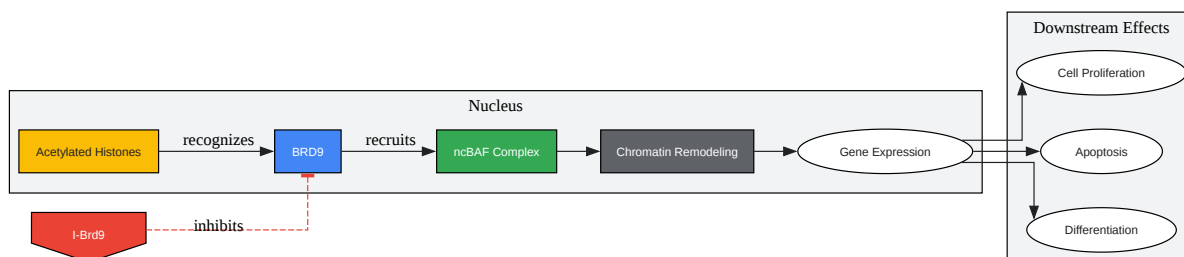 Downstream Effects
Cell Proliferation
Nucleus
Acetylated Histones
recognizes
BRD9
recruits
ncBAF Complex
Chromatin Remodeling
Gene Expression
Apoptosis
I-Brd9
inhibits
Differentiation